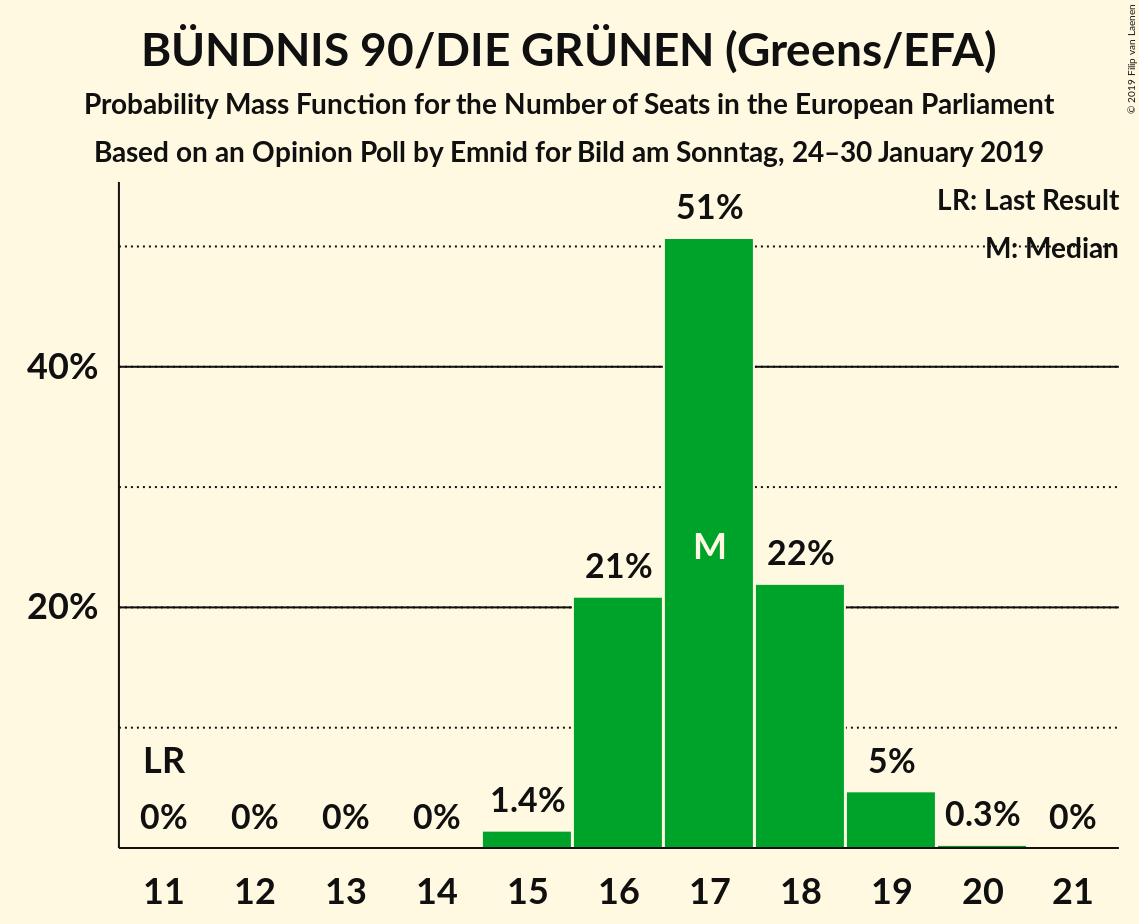 BÜNDNIS 90/DIE GRÜNEN (Greens/EFA)
Probability Mass Function for the Number of Seats in the European Parliament
Based on an Opinion Poll by Emnid for Bild am Sonntag, 24–30 January 2019
© 2019 Filip van Laenen
LR: Last Result
M: Median
40%
20%
LR
0% 0% 0% 0% 1.4% 21% 51% 22% 5% 0.3% 0%
M
11 12 13 14 15 16 17 18 19 20 21